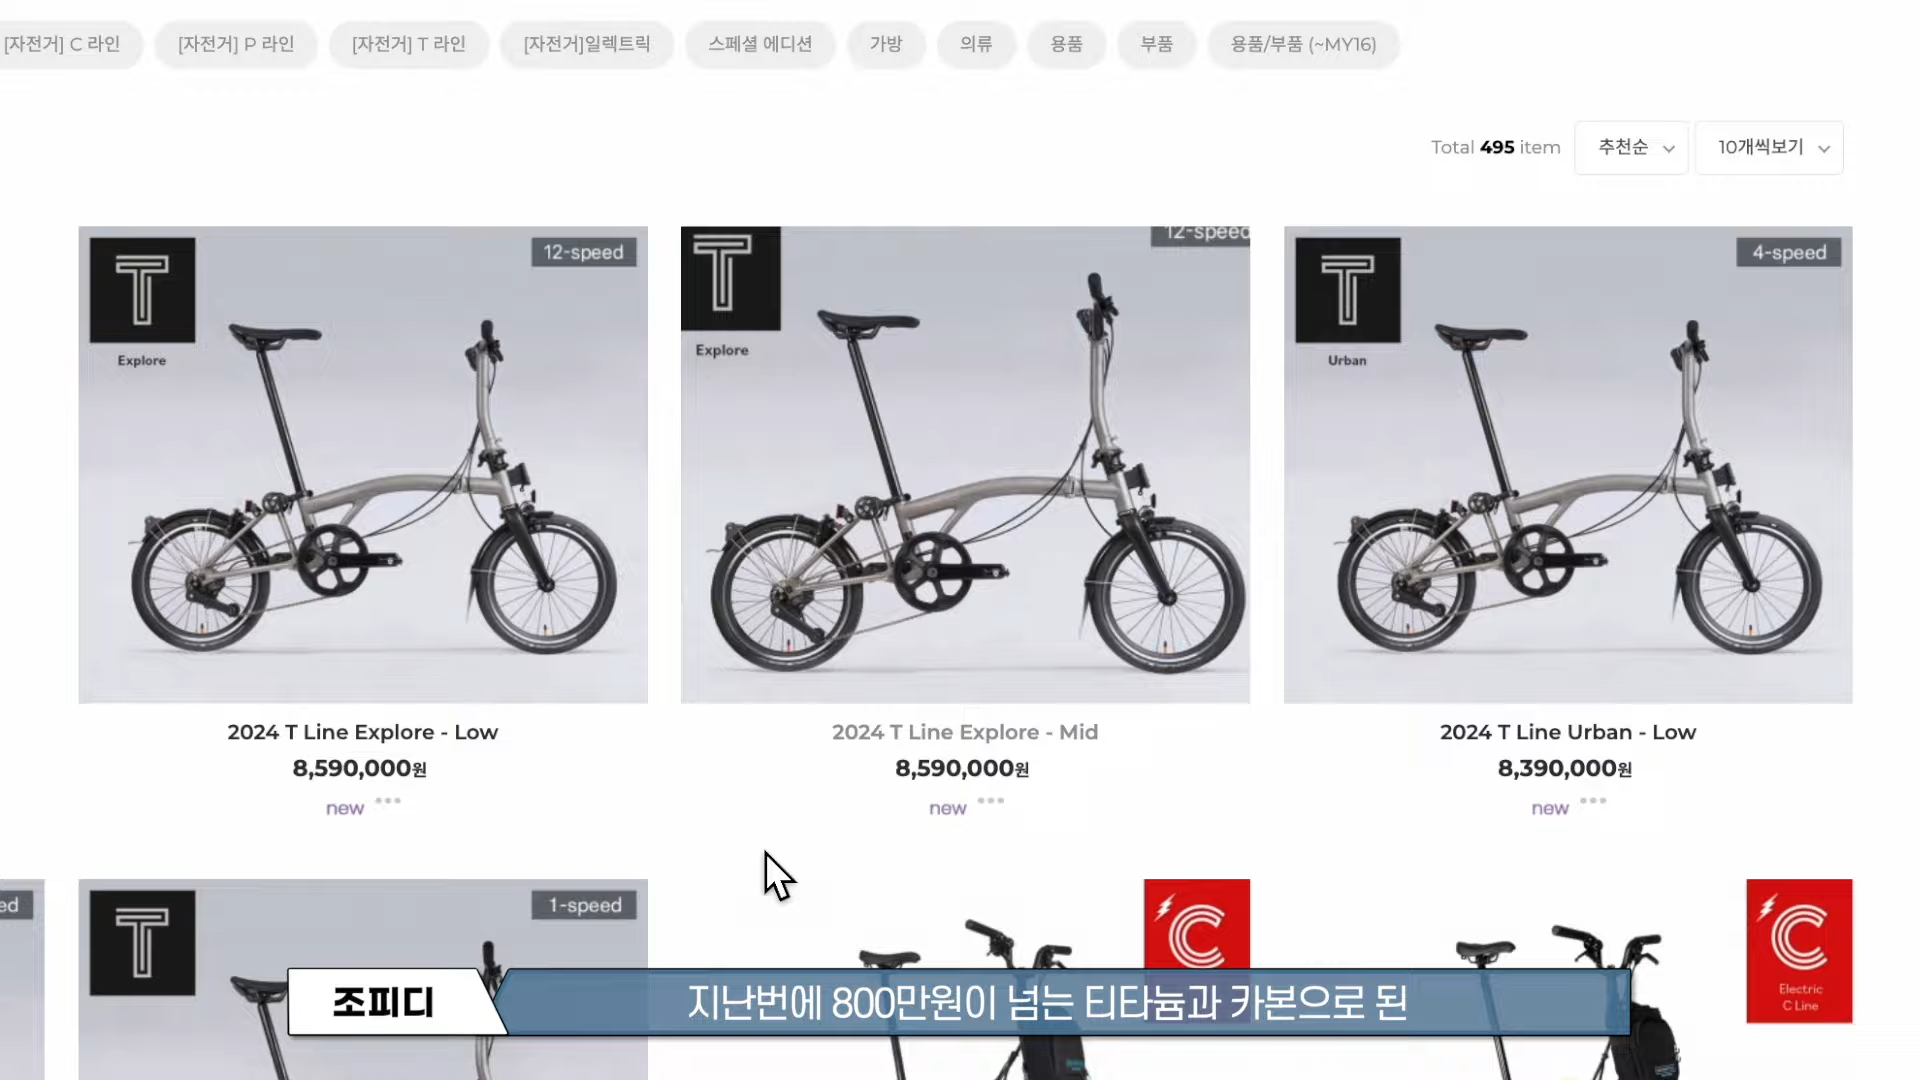 [자전거] C 라인
[자전거] P 라인
[자전거] T 라인
[자전거]일렉트릭
스페셜 에디션
가방
의류
용품
부품
용품/부품 (~MY16)
Total 495 item
추천순
10개씩보기
T
12-speed
Explore
T
12-speed
Explore
T
4-speed
Urban
2024 T Line Explore - Low
8,590,000원
new
2024 T Line Explore - Mid
8,590,000원
new
2024 T Line Urban - Low
8,390,000원
new
ed
T
1-speed
C
C
Electric
C Line
조피디
지난번에 800만원이 넘는 티타늄과 카본으로 된